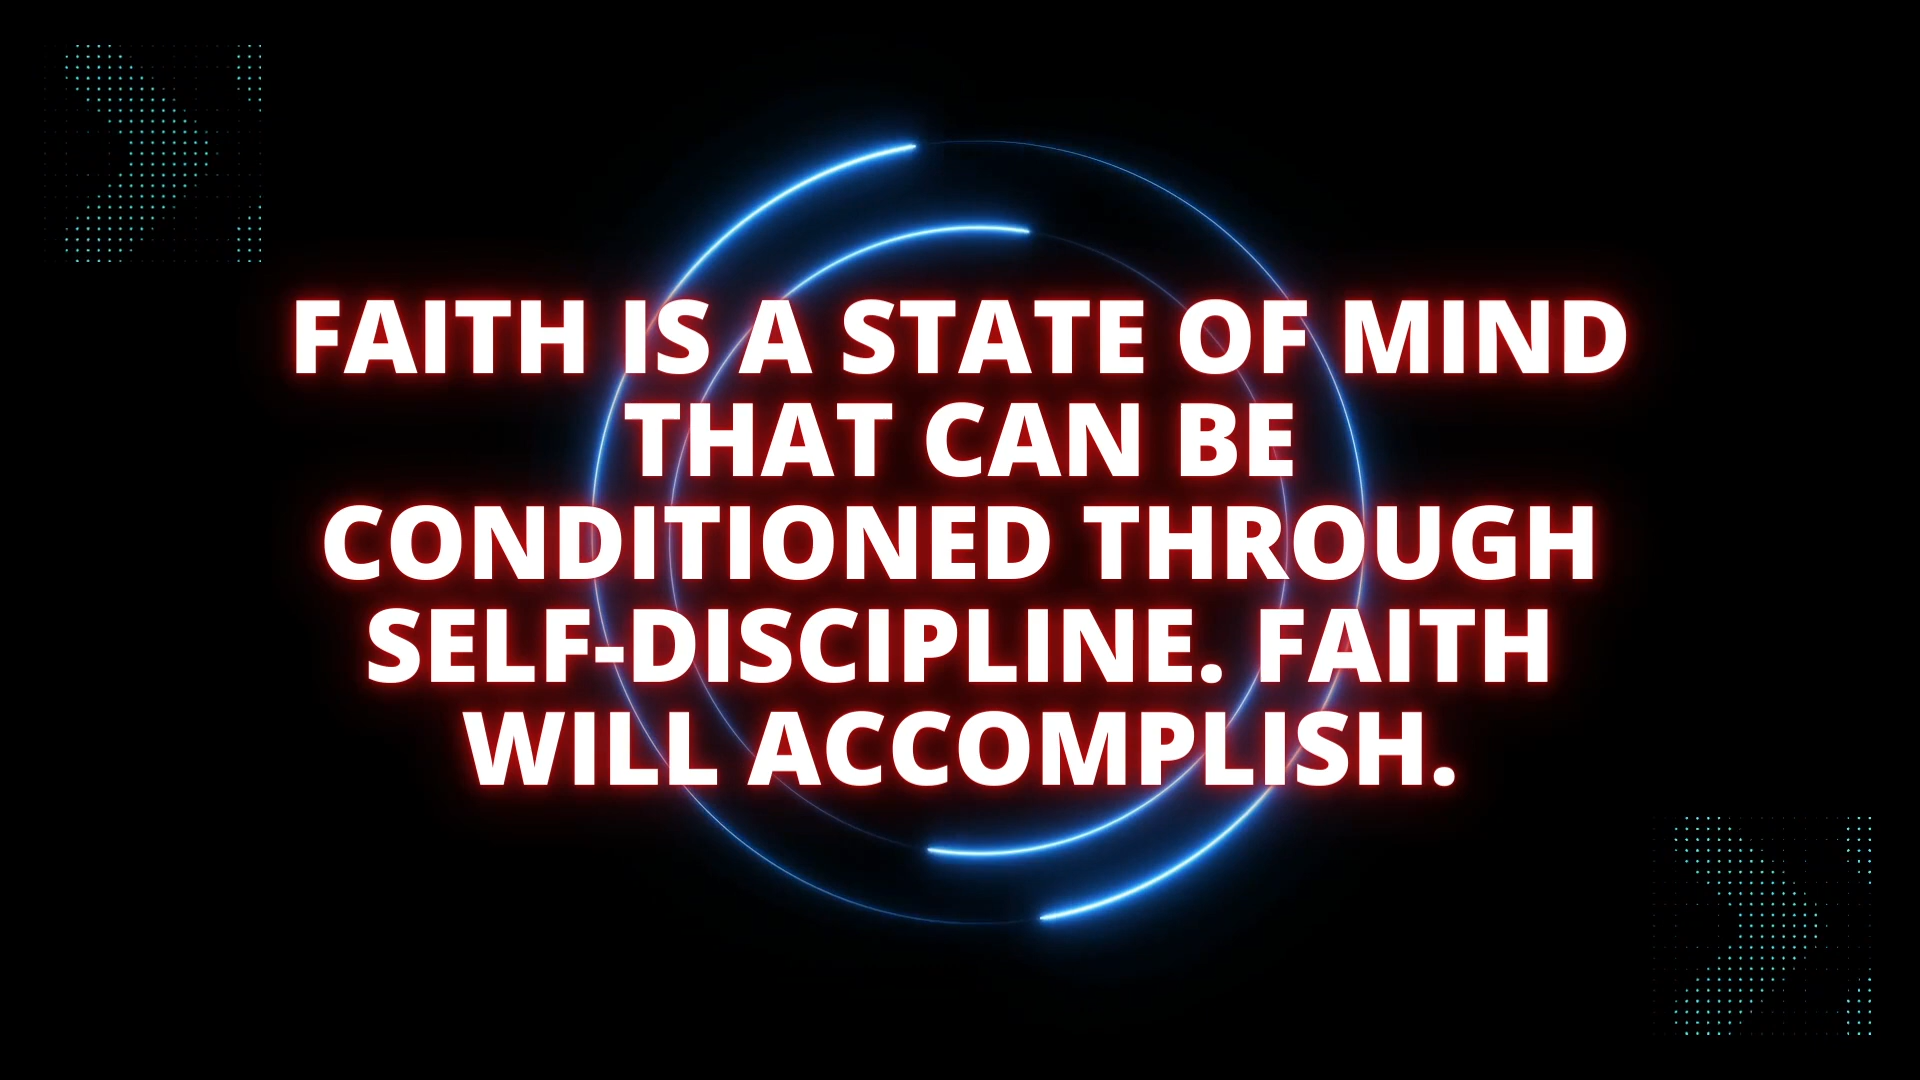 FAITH IS A STATE OF MIND
THAT CAN BE
CONDITIONED THROUGH
SELF-DISCIPLINE. FAITH
WILL ACCOMPLISH.